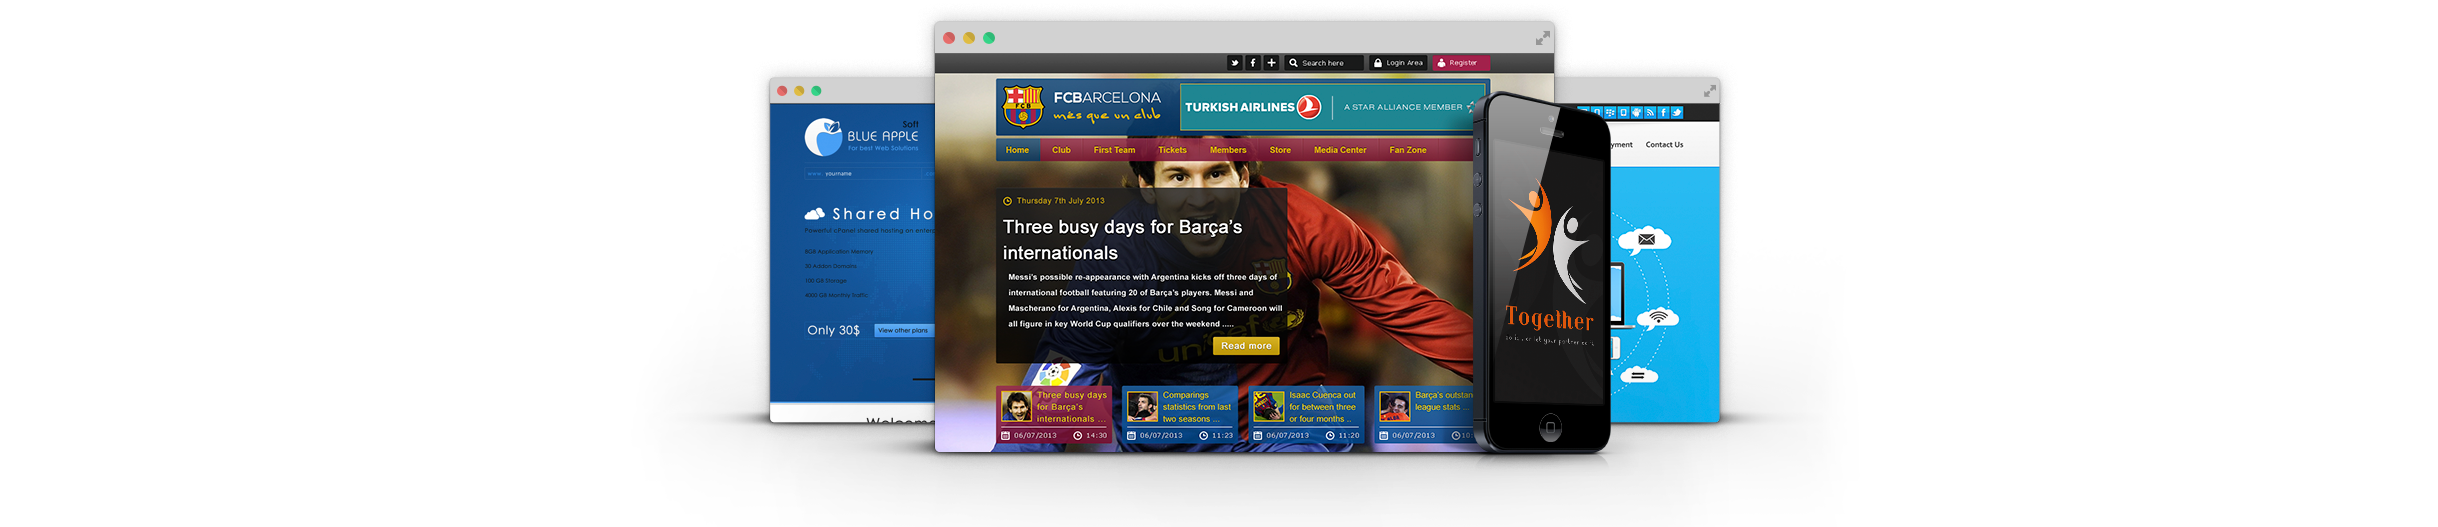 Soft
BLUE APPLE
For best Web Solutions
www. yourname
Shared Ho
Powerful cPanel shared hosting an enterp
8GB Application Memory
30 Addon Domains
100 GB Storage
4000 GB Monthly traffic
Only 30$
View other plans
Welcome
Search here
Login Area
Register
FCB
FCBARCELONA
més que un club
TURKISH AIRLINES
A STAR ALLIANCE MEMBER
Home Club First Team Tickets Members Store Media Center Fan Zone
Thursday 7th July 2013
Three busy days for Barça’s
internationals
Messi’s possible re-appearance with Argentina kicks off three days of
international football featuring 20 of Barça’s players. Messi and
Mascherano for Argentina, Alexis for Chile and Song for Cameroon will
all figure in key World Cup qualifiers over the weekend .....
Read more
unicef
Three busy days
for Barça’s
internationals ...
06/07/2013 14:30
Comparings
statistics from last
two seasons ...
06/07/2013 11:23
Isaac Cuenca out
for between three
or four months ..
06/07/2013 11:20
Barça’s outstan
league stats ...
06/07/2013 10:
Together
yment Contact Us